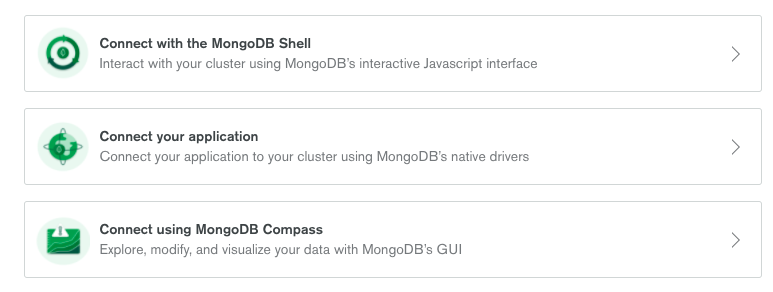 Connect with the MongoDB Shell
Interact with your cluster using MongoDB's interactive Javascript interface
Connect your application
Connect your application to your cluster using MongoDB's native drivers
Connect using MongoDB Compass
Explore, modify, and visualize your data with MongoDB's GUI